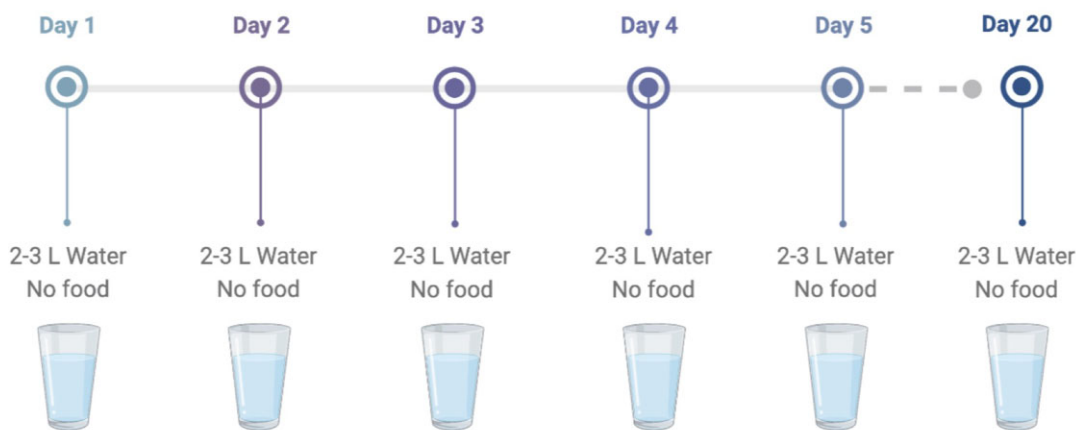 Day 1
Day 2
Day 3
Day 4
Day 5
Day 20
2-3 L Water
No food
2-3 L Water
No food
2-3 L Water
No food
2-3 L Water
No food
2-3 L Water
No food
2-3 L Water
No food